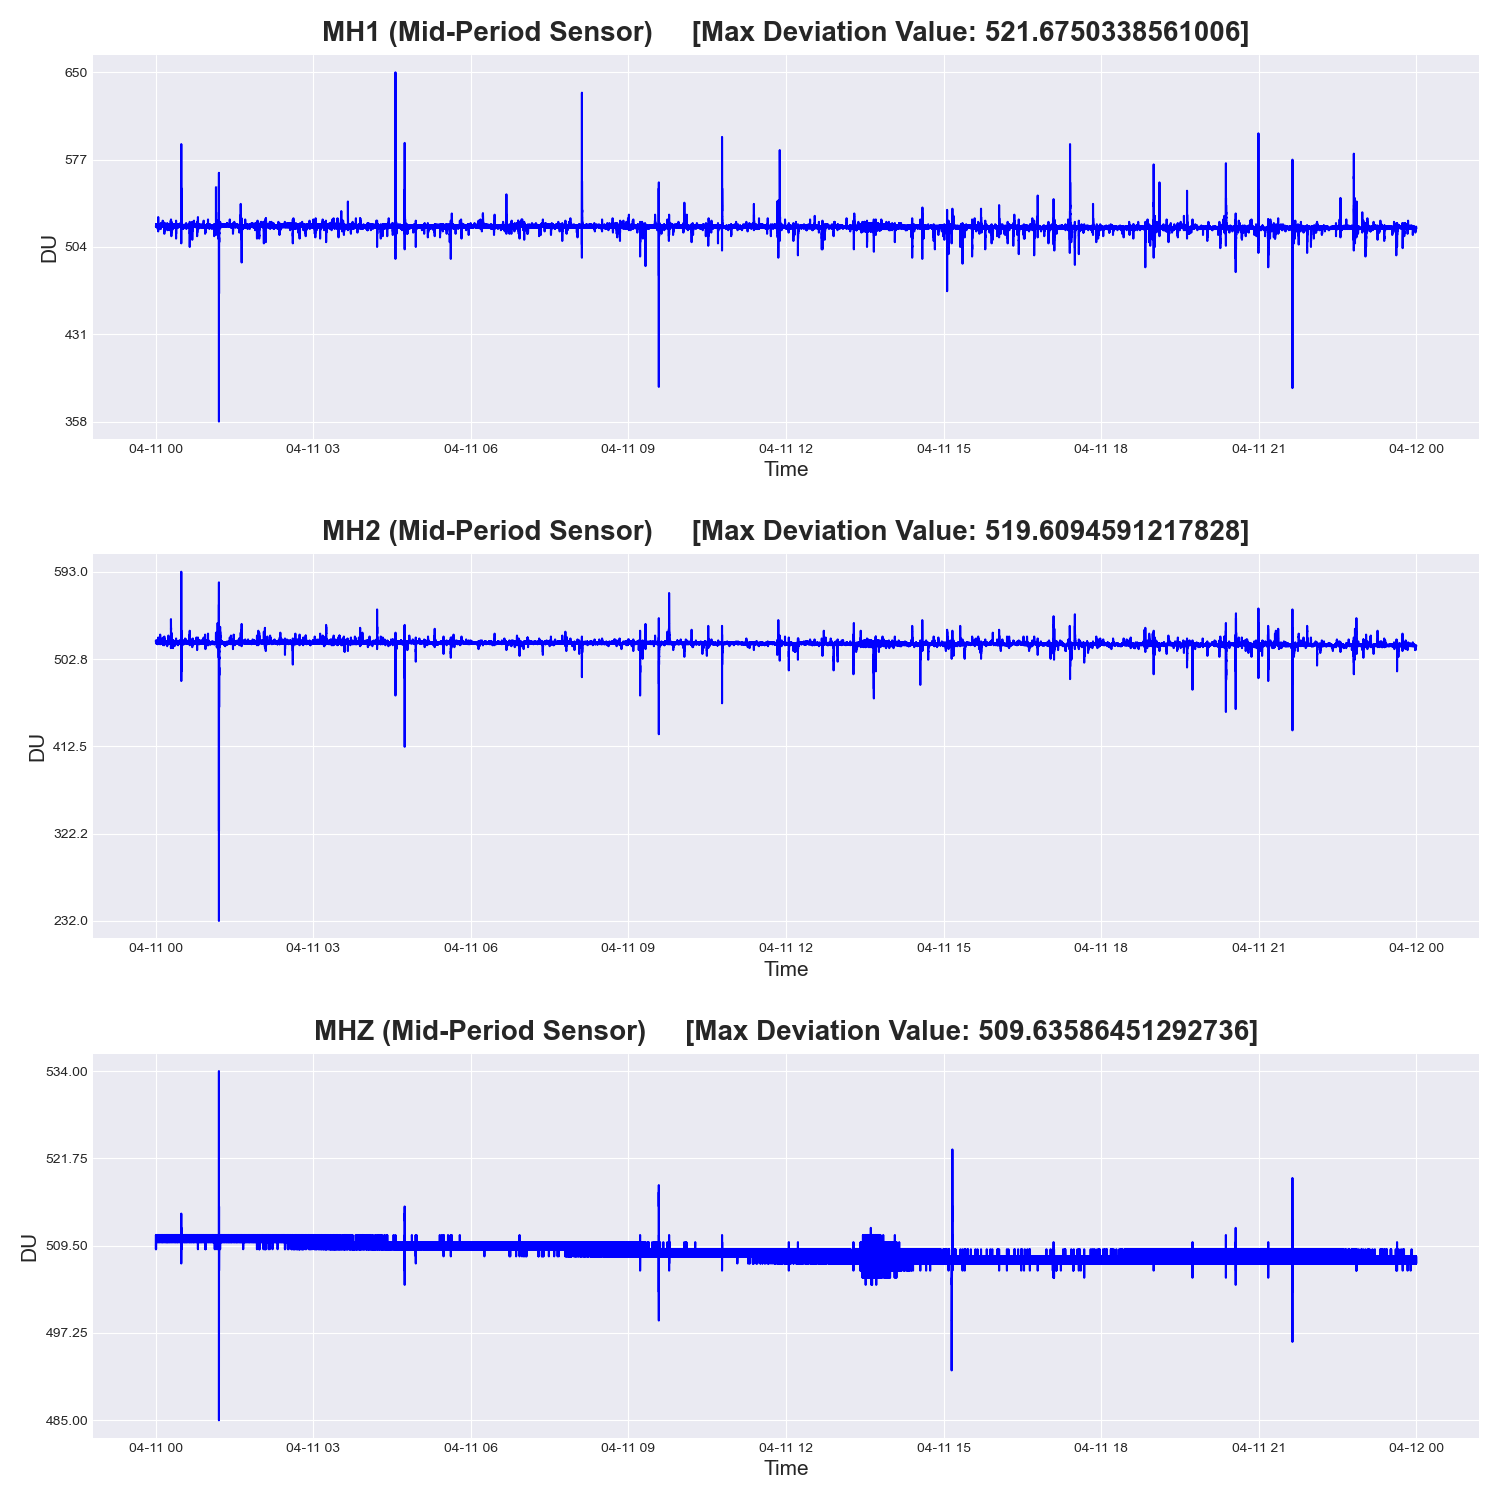 MH1 (Mid-Period Sensor) [Max Deviation Value: 521.6750338561006]
650
577
504
431
358
DU
04-11 00 04-11 03 04-11 06 04-11 09 04-11 12 04-11 15 04-11 18 04-11 21 04-12 00
Time
MH2 (Mid-Period Sensor) [Max Deviation Value: 519.6094591217828]
593.0
502.8
412.5
322.2
232.0
DU
04-11 00 04-11 03 04-11 06 04-11 09 04-11 12 04-11 15 04-11 18 04-11 21 04-12 00
Time
MHZ (Mid-Period Sensor) [Max Deviation Value: 509.63586451292736]
534.00
521.75
509.50
497.25
485.00
DU
04-11 00 04-11 03 04-11 06 04-11 09 04-11 12 04-11 15 04-11 18 04-11 21 04-12 00
Time